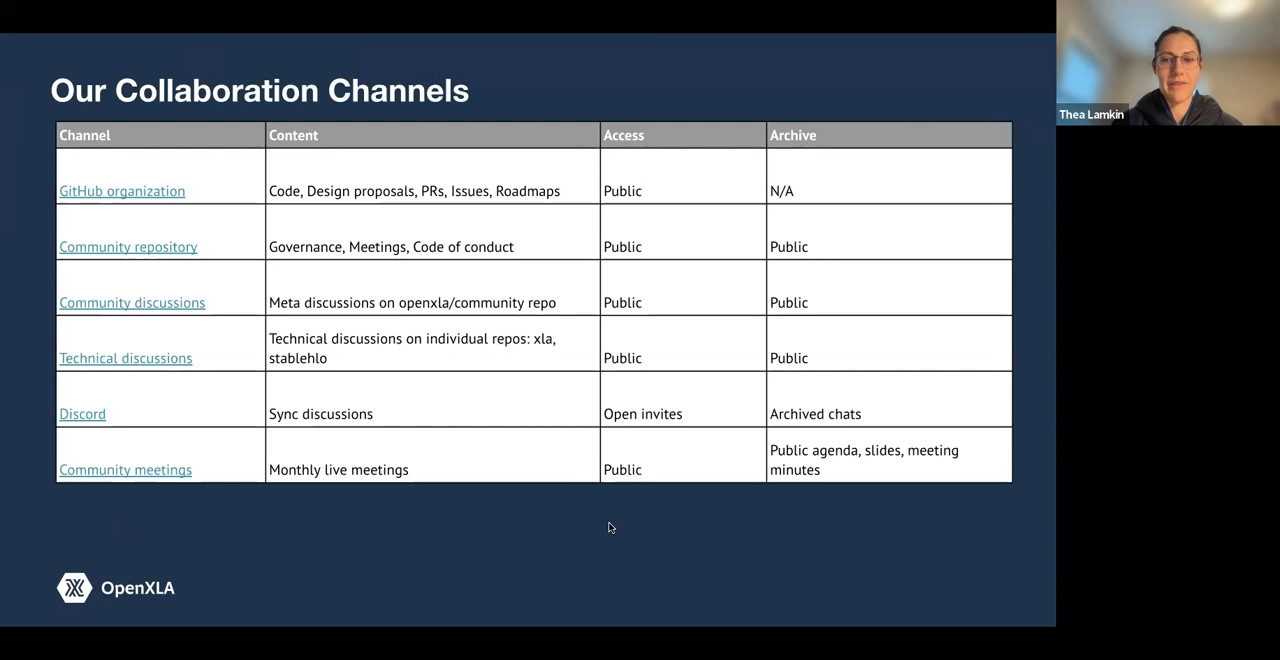 Our Collaboration Channels
Channel Content Access Archive
GitHub organization Code, Design proposals, PRs, Issues, Roadmaps Public N/A
Community repository Governance, Meetings, Code of conduct Public Public
Community discussions Meta discussions on openxla/community repo Public Public
Technical discussions Technical discussions on individual repos: xla,
stablehlo Public Public
Discord Sync discussions Open invites Archived chats
Community meetings Monthly live meetings Public Public agenda, slides, meeting
minutes
OpenXLA
Thea Lamkin